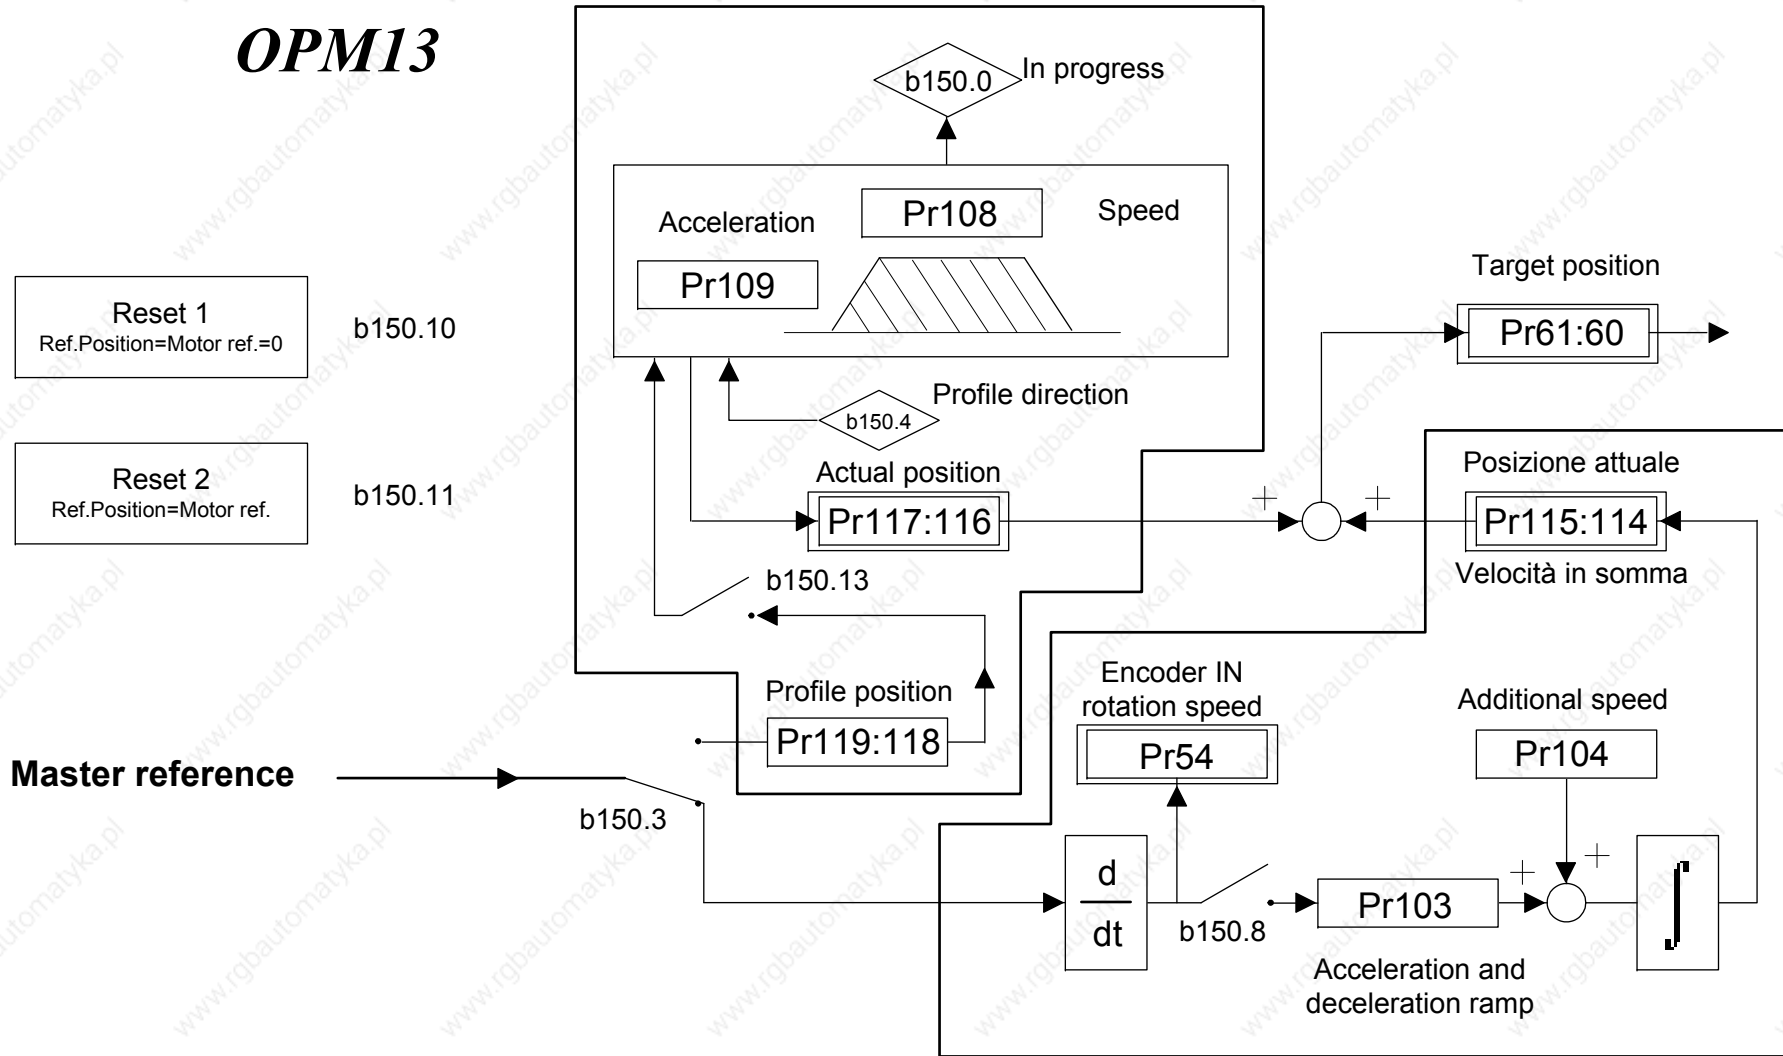 OPM13
b150.0
In progress
Acceleration
Pr108
Speed
Pr109
Target position
Pr61:60
Reset 1
Ref.Position=Motor ref.=0
b150.10
Profile direction
b150.4
Reset 2
Ref.Position=Motor ref.
b150.11
Actual position
Pr117:116
+
+
Posizione attuale
Pr115:114
Velocità in somma
b150.13
Profile position
Pr119:118
Encoder IN
rotation speed
Pr54
Additional speed
Pr104
Master reference
b150.3
d
dt
b150.8
Pr103
+
+
∫
Acceleration and
deceleration ramp
www.rgbautomatyka.pl